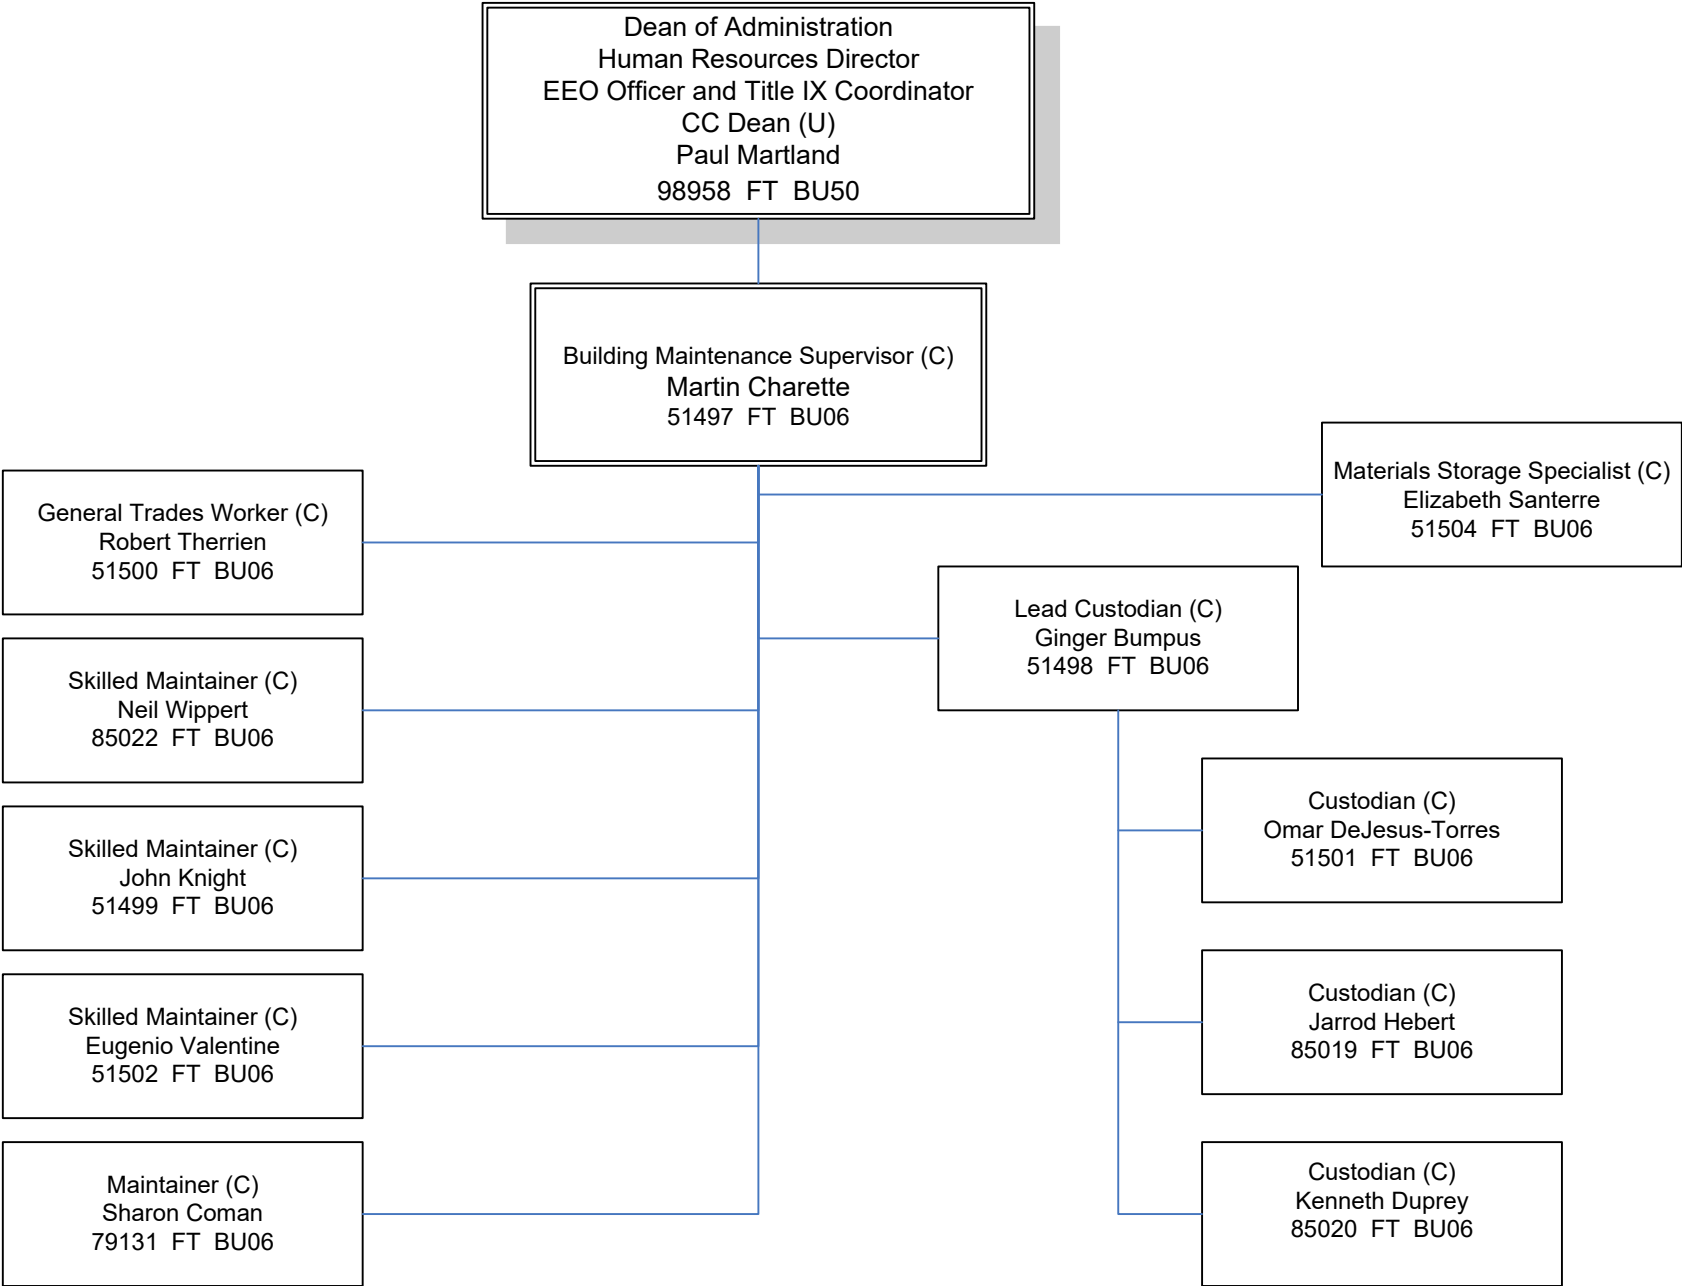 Dean of Administration
Human Resources Director
EEO Officer and Title IX Coordinator
CC Dean (U)
Paul Martland
98958 FT BU50
Building Maintenance Supervisor (C)
Martin Charette
51497 FT BU06
Materials Storage Specialist (C)
Elizabeth Santerre
51504 FT BU06
General Trades Worker (C)
Robert Therrien
51500 FT BU06
Lead Custodian (C)
Ginger Bumpus
51498 FT BU06
Skilled Maintainer (C)
Neil Wippert
85022 FT BU06
Custodian (C)
Omar DeJesus-Torres
51501 FT BU06
Skilled Maintainer (C)
John Knight
51499 FT BU06
Custodian (C)
Jarrod Hebert
85019 FT BU06
Skilled Maintainer (C)
Eugenio Valentine
51502 FT BU06
Custodian (C)
Kenneth Duprey
85020 FT BU06
Maintainer (C)
Sharon Coman
79131 FT BU06